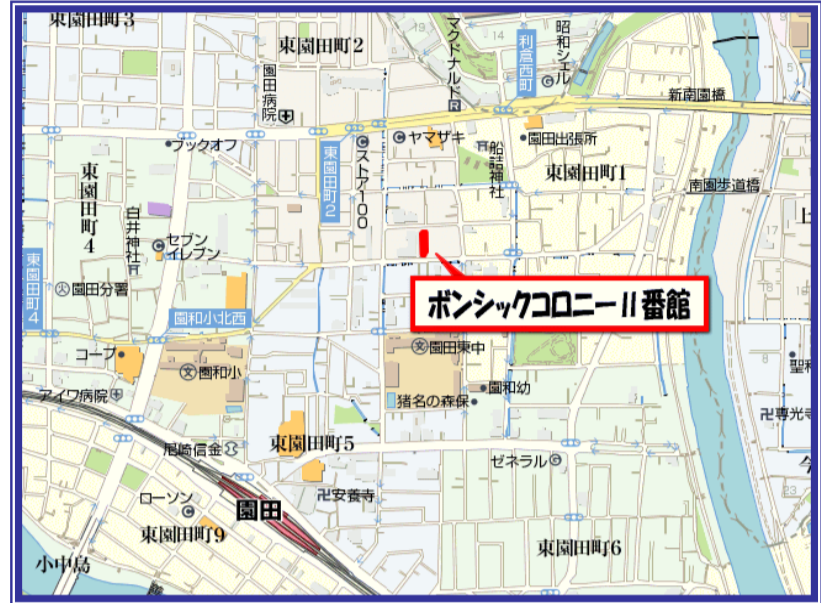 東園田町3
東園田町2
マクドナルド
昭和シェル
14
利倉西町
15
園田病院
新南園橋
ブックオフ
ヤマザキ
園田出張所
東園田町2
ストア100
船詰神社
東園田町1
南園歩道橋
東園田町4
白井神社
セブン
イレブン
17
上
東園田町4
園田分署
ボンシックコロニーII番館
園和小北西
コープ
園和小
園田東中
園和幼
猪名の森保
アイワ病院
18
専光寺
尼崎信金
東園田町5
ゼネラル
ローソン
園田
安養寺
23
東園田町9
東園田町6
小中島